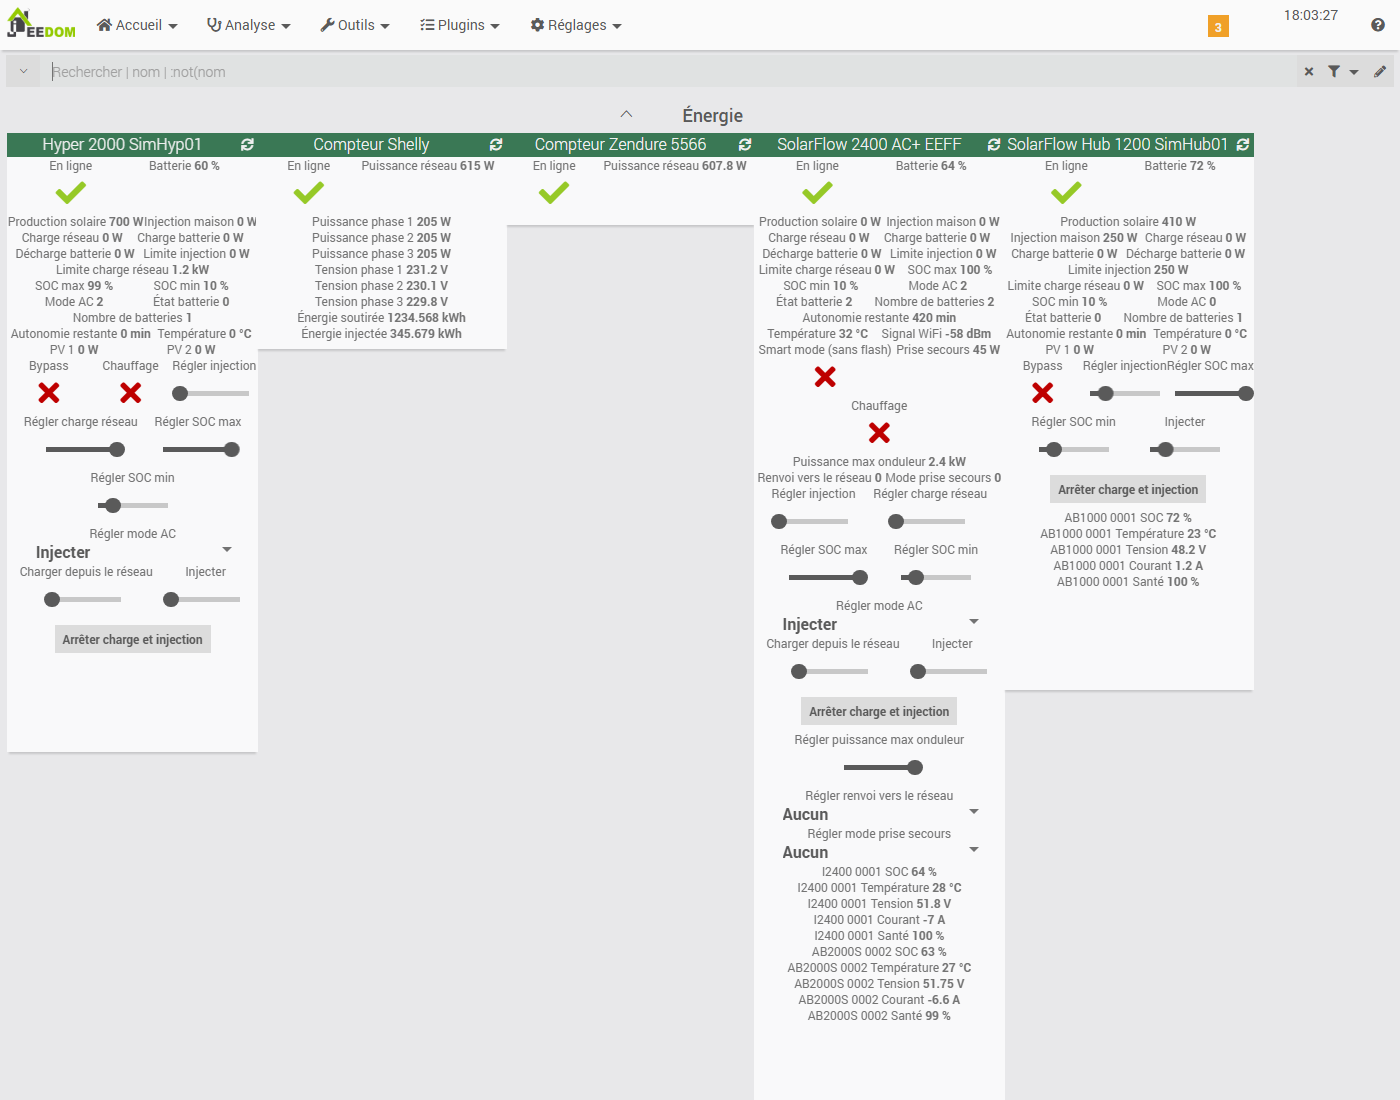 EEDOM
Accueil
Analyse
Outils
Plugins
Réglages
3
18:03:27
Rechercher | nom | :not(nom
Énergie
Hyper 2000 SimHyp01
En ligne
Batterie 60 %
Production solaire 700 W
Injection maison 0 W
Charge réseau 0 W
Charge batterie 0 W
Décharge batterie 0 W
Limite injection 0 W
Limite charge réseau 1.2 kW
SOC max 99 %
SOC min 10 %
Mode AC 2
État batterie 0
Nombre de batteries 1
Autonomie restante 0 min
Température 0 °C
PV 1 0 W
PV 2 0 W
Bypass
Chauffage
Régler injection
Régler charge réseau
Régler SOC max
Régler SOC min
Régler mode AC
Injecter
Charger depuis le réseau
Injecter
Arrêter charge et injection
Compteur Shelly
En ligne
Puissance réseau 615 W
Puissance phase 1 205 W
Puissance phase 2 205 W
Puissance phase 3 205 W
Tension phase 1 231.2 V
Tension phase 2 230.1 V
Tension phase 3 229.8 V
Énergie soutirée 1234.568 kWh
Énergie injectée 345.679 kWh
Compteur Zendure 5566
En ligne
Puissance réseau 607.8 W
SolarFlow 2400 AC+ EEFF
En ligne
Batterie 64 %
Production solaire 0 W
Injection maison 0 W
Charge réseau 0 W
Charge batterie 0 W
Décharge batterie 0 W
Limite injection 0 W
Limite charge réseau 0 W
SOC max 100 %
SOC min 10 %
Mode AC 2
État batterie 2
Nombre de batteries 2
Autonomie restante 420 min
Température 32 °C
Signal WiFi -58 dBm
Smart mode (sans flash)
Prise secours 45 W
Chauffage
Puissance max onduleur 2.4 kW
Renvoi vers le réseau 0
Mode prise secours 0
Régler injection
Régler charge réseau
Régler SOC max
Régler SOC min
Régler mode AC
Injecter
Charger depuis le réseau
Injecter
Arrêter charge et injection
Régler puissance max onduleur
Régler renvoi vers le réseau
Aucun
Régler mode prise secours
Aucun
I2400 0001 SOC 64 %
I2400 0001 Température 28 °C
I2400 0001 Tension 51.8 V
I2400 0001 Courant -7 A
I2400 0001 Santé 100 %
AB2000S 0002 SOC 63 %
AB2000S 0002 Température 27 °C
AB2000S 0002 Tension 51.75 V
AB2000S 0002 Courant -6.6 A
AB2000S 0002 Santé 99 %
SolarFlow Hub 1200 SimHub01
En ligne
Batterie 72 %
Production solaire 410 W
Injection maison 250 W
Charge réseau 0 W
Charge batterie 0 W
Décharge batterie 0 W
Limite injection 250 W
Limite charge réseau 0 W
SOC max 100 %
SOC min 10 %
Mode AC 0
État batterie 0
Nombre de batteries 1
Autonomie restante 0 min
Température 0 °C
PV 1 0 W
PV 2 0 W
Bypass
Régler injection
Régler SOC max
Régler SOC min
Injecter
Arrêter charge et injection
AB1000 0001 SOC 72 %
AB1000 0001 Température 23 °C
AB1000 0001 Tension 48.2 V
AB1000 0001 Courant 1.2 A
AB1000 0001 Santé 100 %